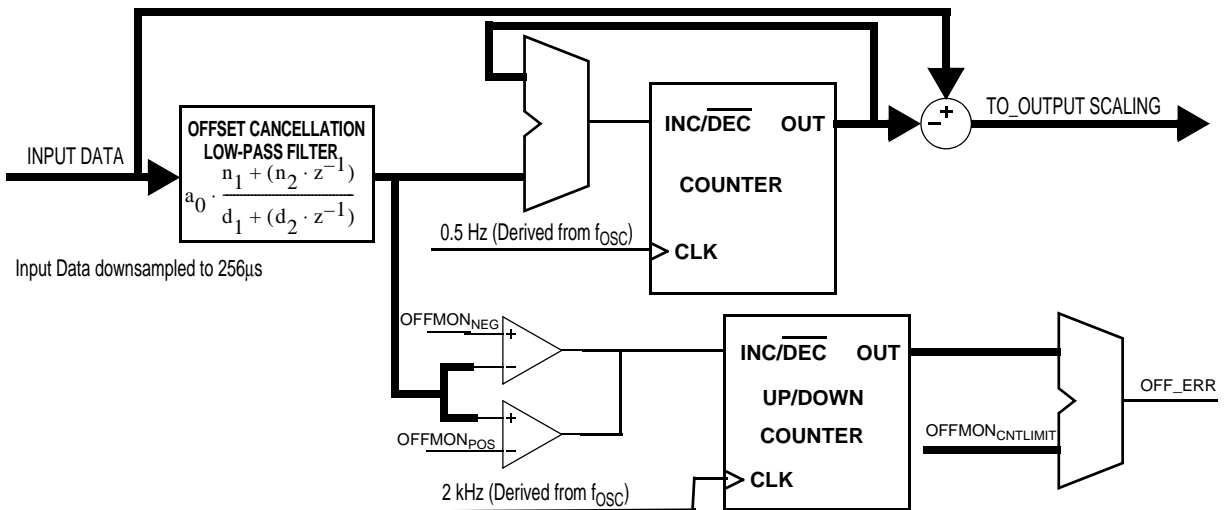 INPUT DATA
OFFSET CANCELLATION
LOW-PASS FILTER
a0 · n1 + (n2 · z−1)
d1 + (d2 · z−1)
Input Data downsampled to 256μs
INC/DEC OUT
COUNTER
CLK
0.5 Hz (Derived from fOSC)
− +
TO_OUTPUT SCALING
OFFMONNEG
+
−
+
−
OFFMONPOS
INC/DEC OUT
UP/DOWN
COUNTER
CLK
2 kHz (Derived from fOSC)
OFFMONCNTLIMIT
OFF_ERR